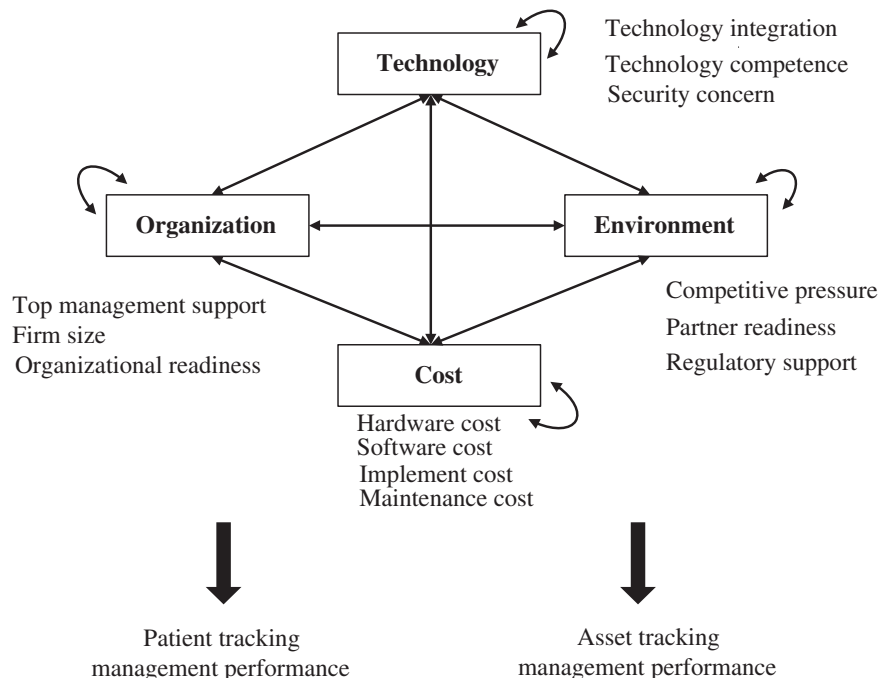 Technology
Technology integration
Technology competence
Security concern
Organization
Environment
Top management support
Firm size
Organizational readiness
Competitive pressure
Partner readiness
Regulatory support
Cost
Hardware cost
Software cost
Implement cost
Maintenance cost
Patient tracking
management performance
Asset tracking
management performance